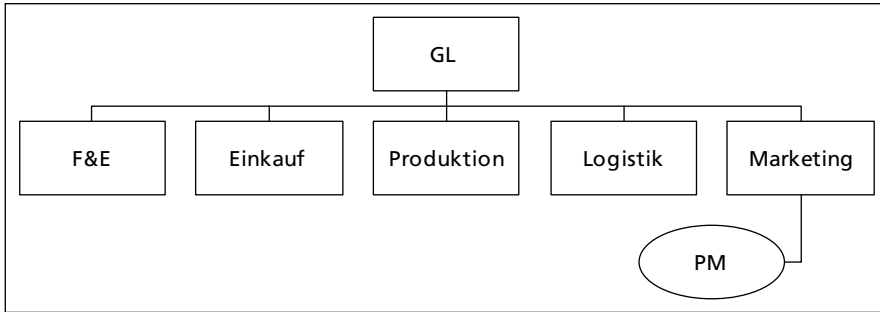 GL
F&E
Einkauf
Produktion
Logistik
Marketing
PM